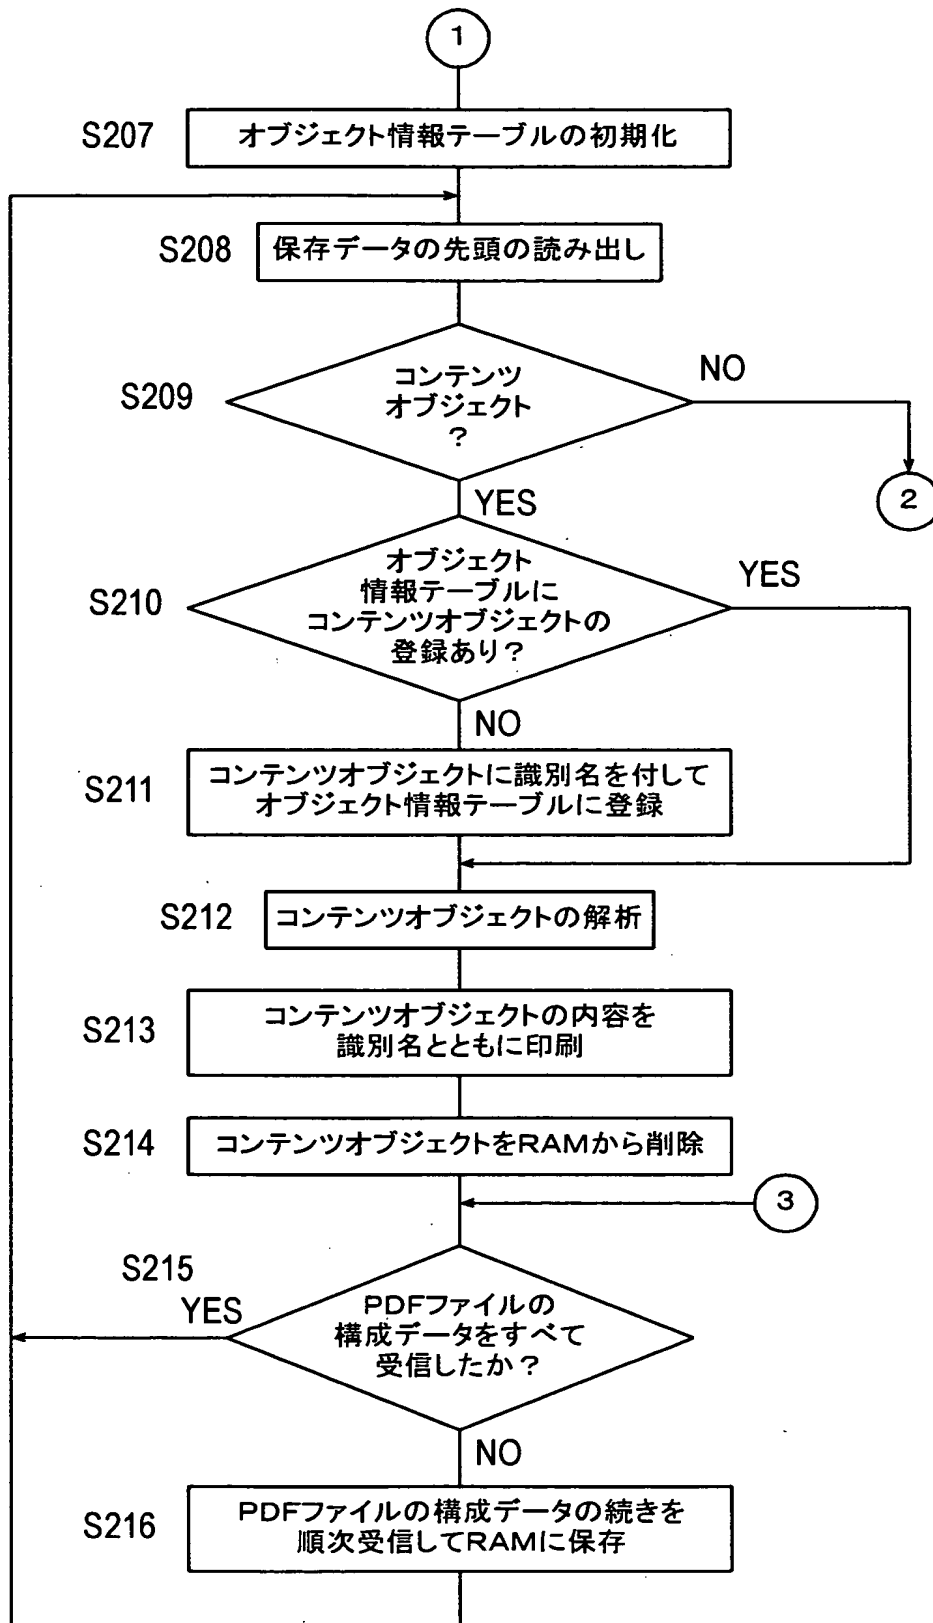 1
S207
オブジェクト情報テーブルの初期化
S208
保存データの先頭の読み出し
S209
コンテンツ
オブジェクト
?
NO
2
YES
S210
オブジェクト
情報テーブルに
コンテンツオブジェクトの
登録あり?
YES
NO
S211
コンテンツオブジェクトに識別名を付して
オブジェクト情報テーブルに登録
S212
コンテンツオブジェクトの解析
S213
コンテンツオブジェクトの内容を
識別名とともに印刷
S214
コンテンツオブジェクトをRAMから削除
3
S215
YES
PDFファイルの
構成データをすべて
受信したか?
NO
S216
PDFファイルの構成データの続きを
順次受信してRAMに保存